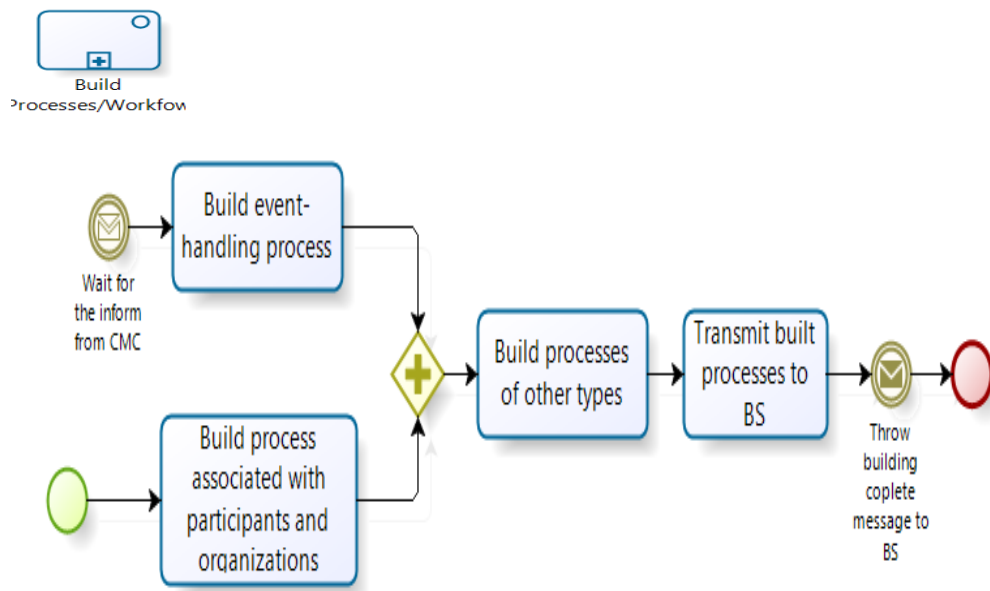 Build
Processes/Workfow
Build event-
handling process
Wait for
the inform
from CMC
Build processes
of other types
Transmit built
processes to
BS
Throw
building
coplete
message to
BS
Build process
associated with
participants and
organizations